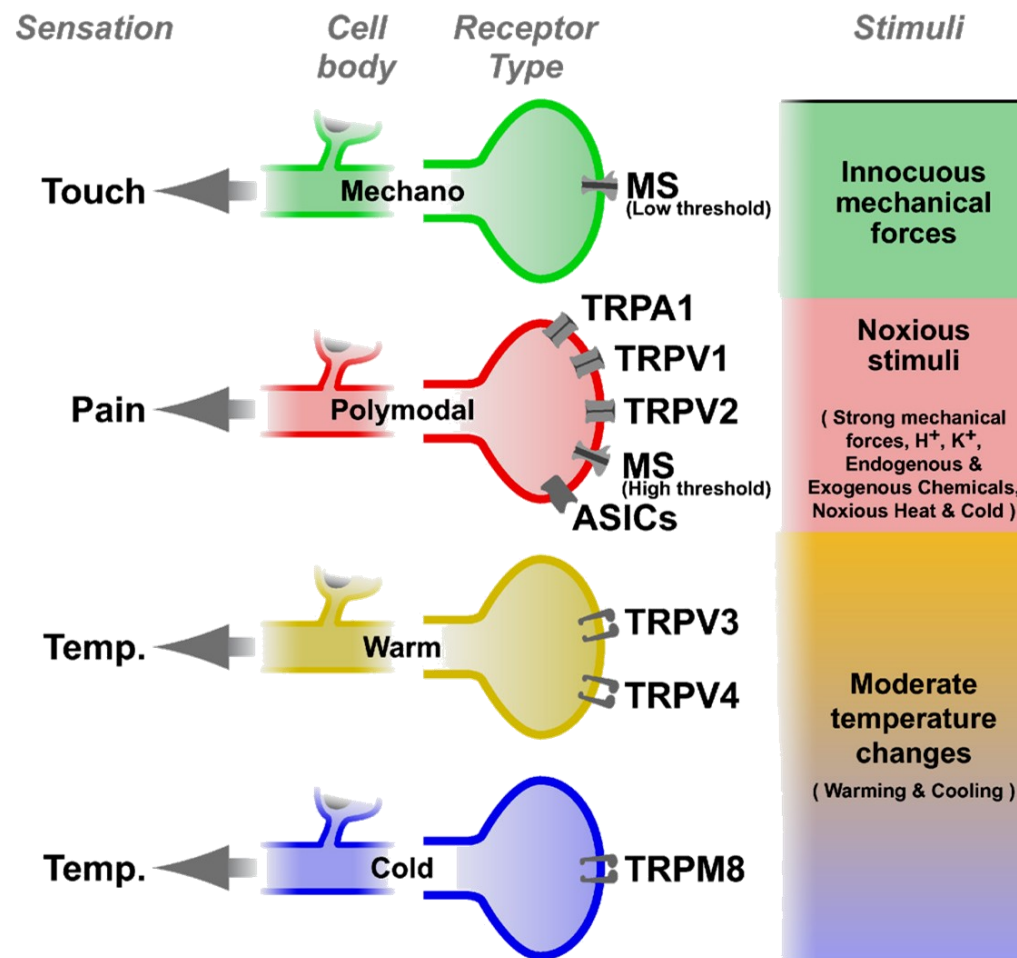 Sensation
Cell
body
Receptor
Type
Stimuli
Touch
Mechano
MS
(Low threshold)
Innocuous
mechanical
forces
Pain
Polymodal
TRPA1
TRPV1
TRPV2
MS
(High threshold)
ASICs
Noxious
stimuli
( Strong mechanical
forces, H⁺, K⁺,
Endogenous &
Exogenous Chemicals,
Noxious Heat & Cold )
Temp.
Warm
TRPV3
TRPV4
Moderate
temperature
changes
( Warming & Cooling )
Temp.
Cold
TRPM8